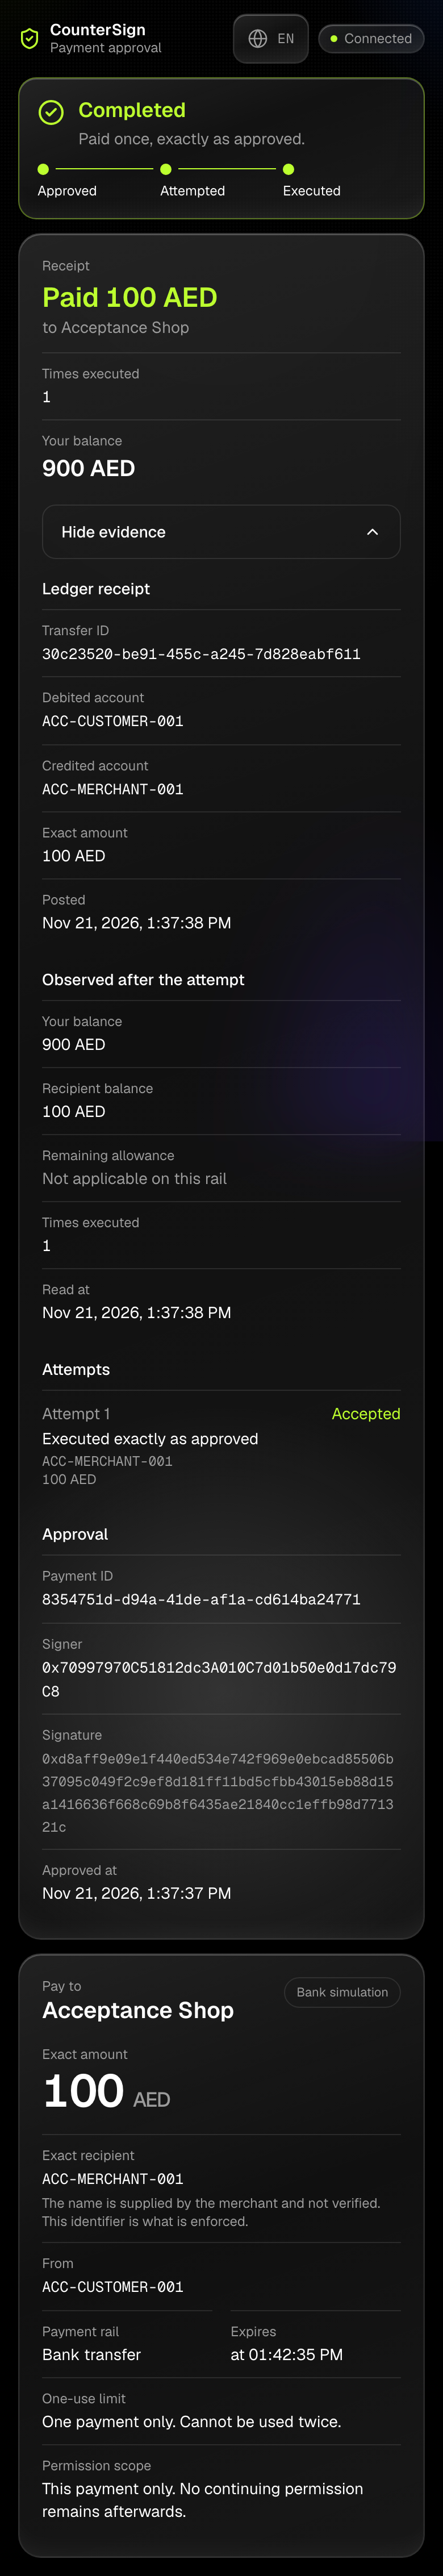 CounterSign
Payment approval
EN
Connected
Completed
Paid once, exactly as approved.
Approved
Attempted
Executed
Receipt
Paid 100 AED
to Acceptance Shop
Times executed
1
Your balance
900 AED
Hide evidence
Ledger receipt
Transfer ID
30c23520-be91-455c-a245-7d828eabf611
Debited account
ACC-CUSTOMER-001
Credited account
ACC-MERCHANT-001
Exact amount
100 AED
Posted
Nov 21, 2026, 1:37:38 PM
Observed after the attempt
Your balance
900 AED
Recipient balance
100 AED
Remaining allowance
Not applicable on this rail
Times executed
1
Read at
Nov 21, 2026, 1:37:38 PM
Attempts
Attempt 1
Accepted
Executed exactly as approved
ACC-MERCHANT-001
100 AED
Approval
Payment ID
8354751d-d94a-41de-af1a-cd614ba24771
Signer
0x70997970C51812dc3A010C7d01b50e0d17dc79
C8
Signature
0xd8aff9e09e1f440ed534e742f969e0ebcad85506b
37095c049f2c9ef8d181ff11bd5cfbb43015eb88d15
a1416636f668c69b8f6435ae21840cc1effb98d7713
21c
Approved at
Nov 21, 2026, 1:37:37 PM
Pay to
Acceptance Shop
Bank simulation
Exact amount
100 AED
Exact recipient
ACC-MERCHANT-001
The name is supplied by the merchant and not verified.
This identifier is what is enforced.
From
ACC-CUSTOMER-001
Payment rail
Bank transfer
Expires
at 01:42:35 PM
One-use limit
One payment only. Cannot be used twice.
Permission scope
This payment only. No continuing permission
remains afterwards.